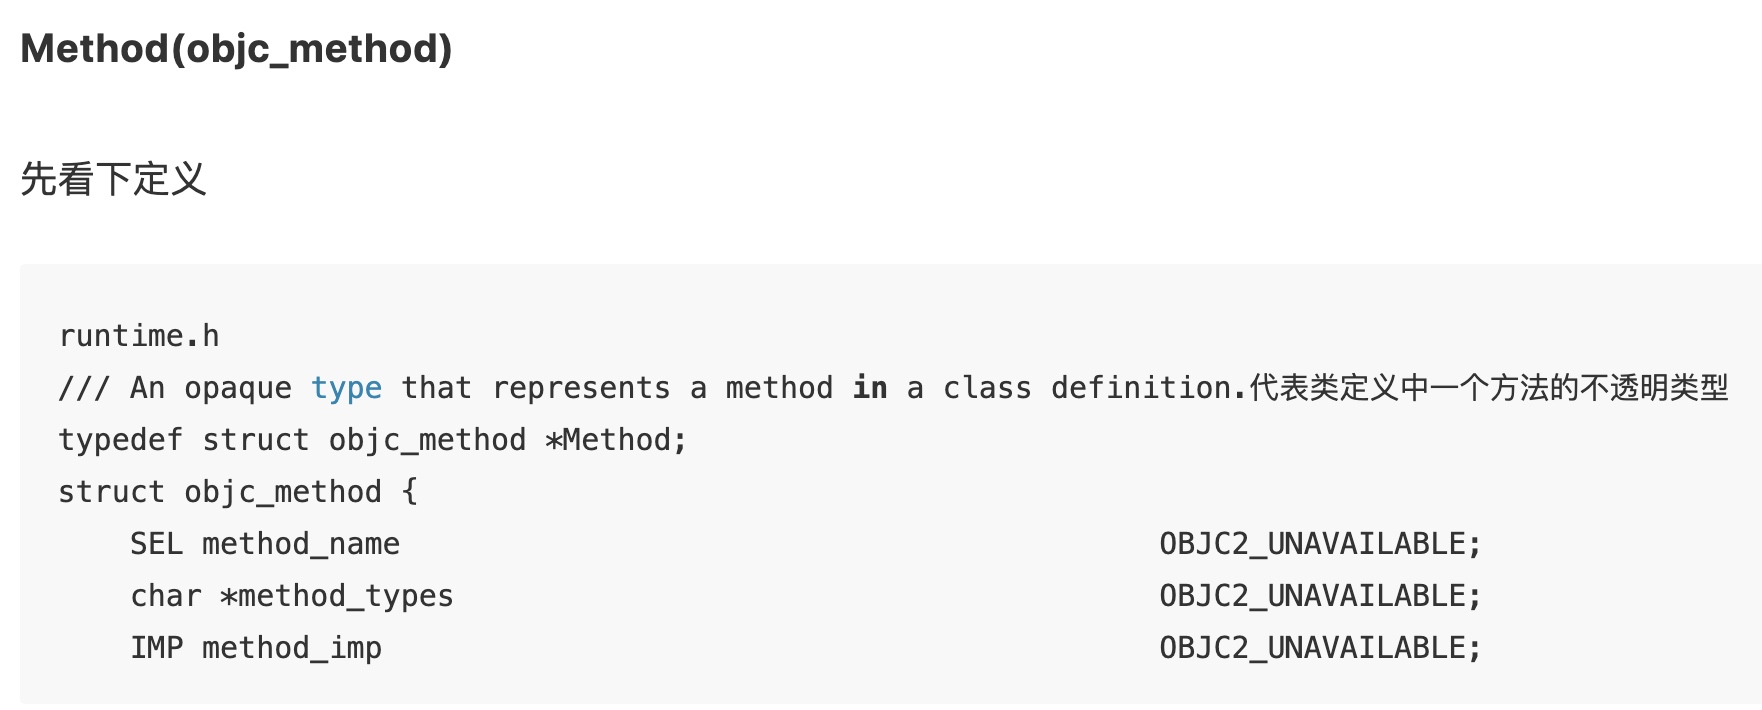 Method(objc_method)
先看下定义
runtime.h
/// An opaque type that represents a method in a class definition.代表类定义中一个方法的不透明类型
typedef struct objc_method *Method;
struct objc_method {
    SEL method_name                                          OBJC2_UNAVAILABLE;
    char *method_types                                       OBJC2_UNAVAILABLE;
    IMP method_imp                                           OBJC2_UNAVAILABLE;